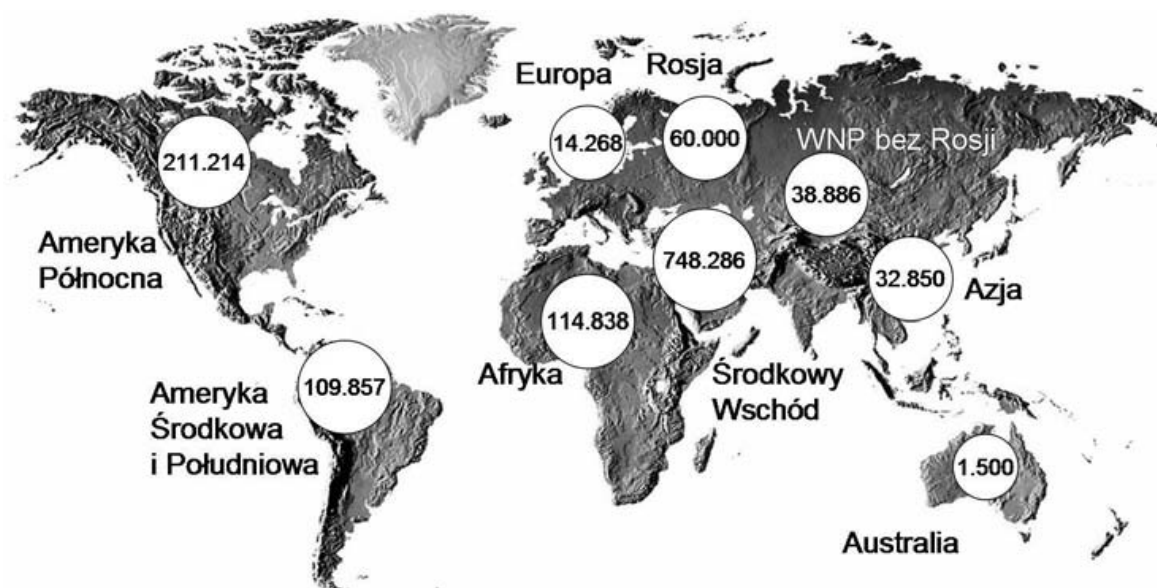 Europa
Rosja
14.268
60.000
WNP bez Rosji
211.214
38.886
Ameryka
Północna
748.286
32.850
Azja
114.838
Afryka
Środkowy
Wschód
109.857
Ameryka
Środkowa
i Południowa
1.500
Australia